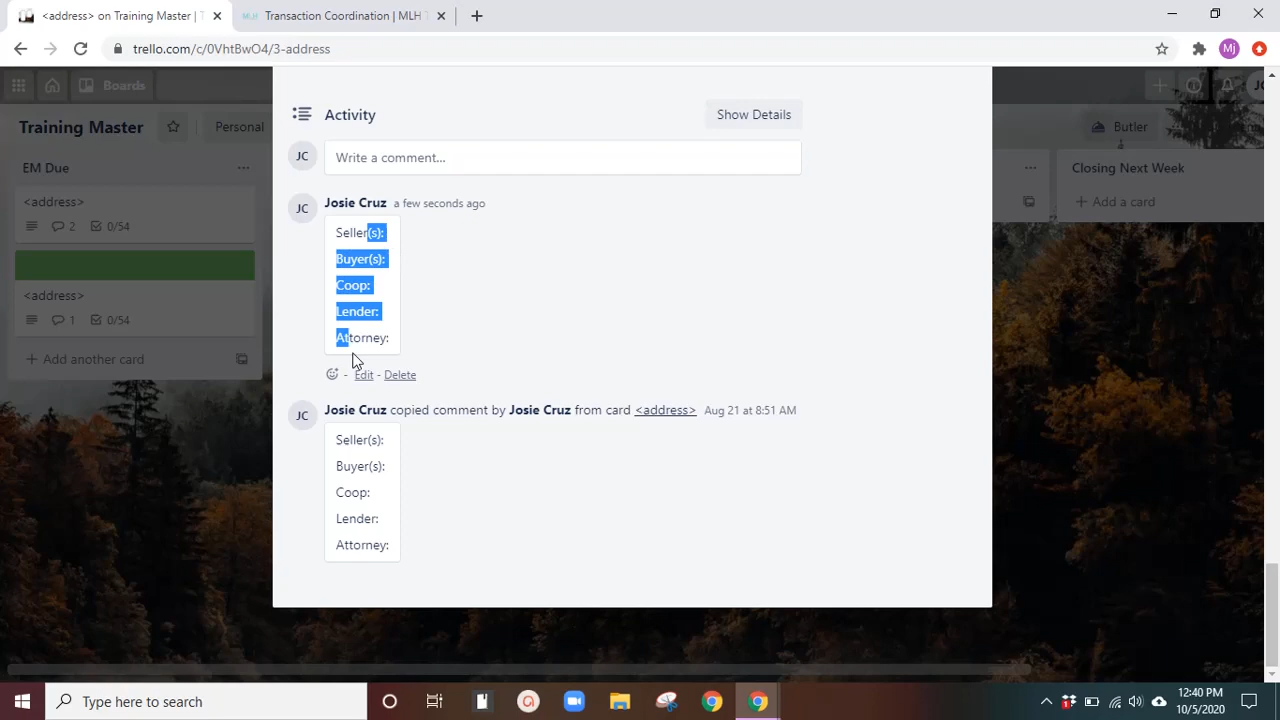 <address> on Training Master | T
Transaction Coordination | MLH T
trello.com/c/0VhtBwO4/3-address
Mj
Boards
JC
Training Master
Personal
Butler
Activity
Show Details
EM Due
JC
Write a comment...
Closing Next Week
<address>
Add a card
2
0/54
JC
Josie Cruz a few seconds ago
Seller(s):
Buyer(s):
Coop:
Lender:
Attorney:
<address>
1
0/54
Add another card
- Edit - Delete
JC
Josie Cruz copied comment by Josie Cruz from card <address> Aug 21 at 8:51 AM
Seller(s):
Buyer(s):
Coop:
Lender:
Attorney:
Type here to search
1
12:40 PM
10/5/2020